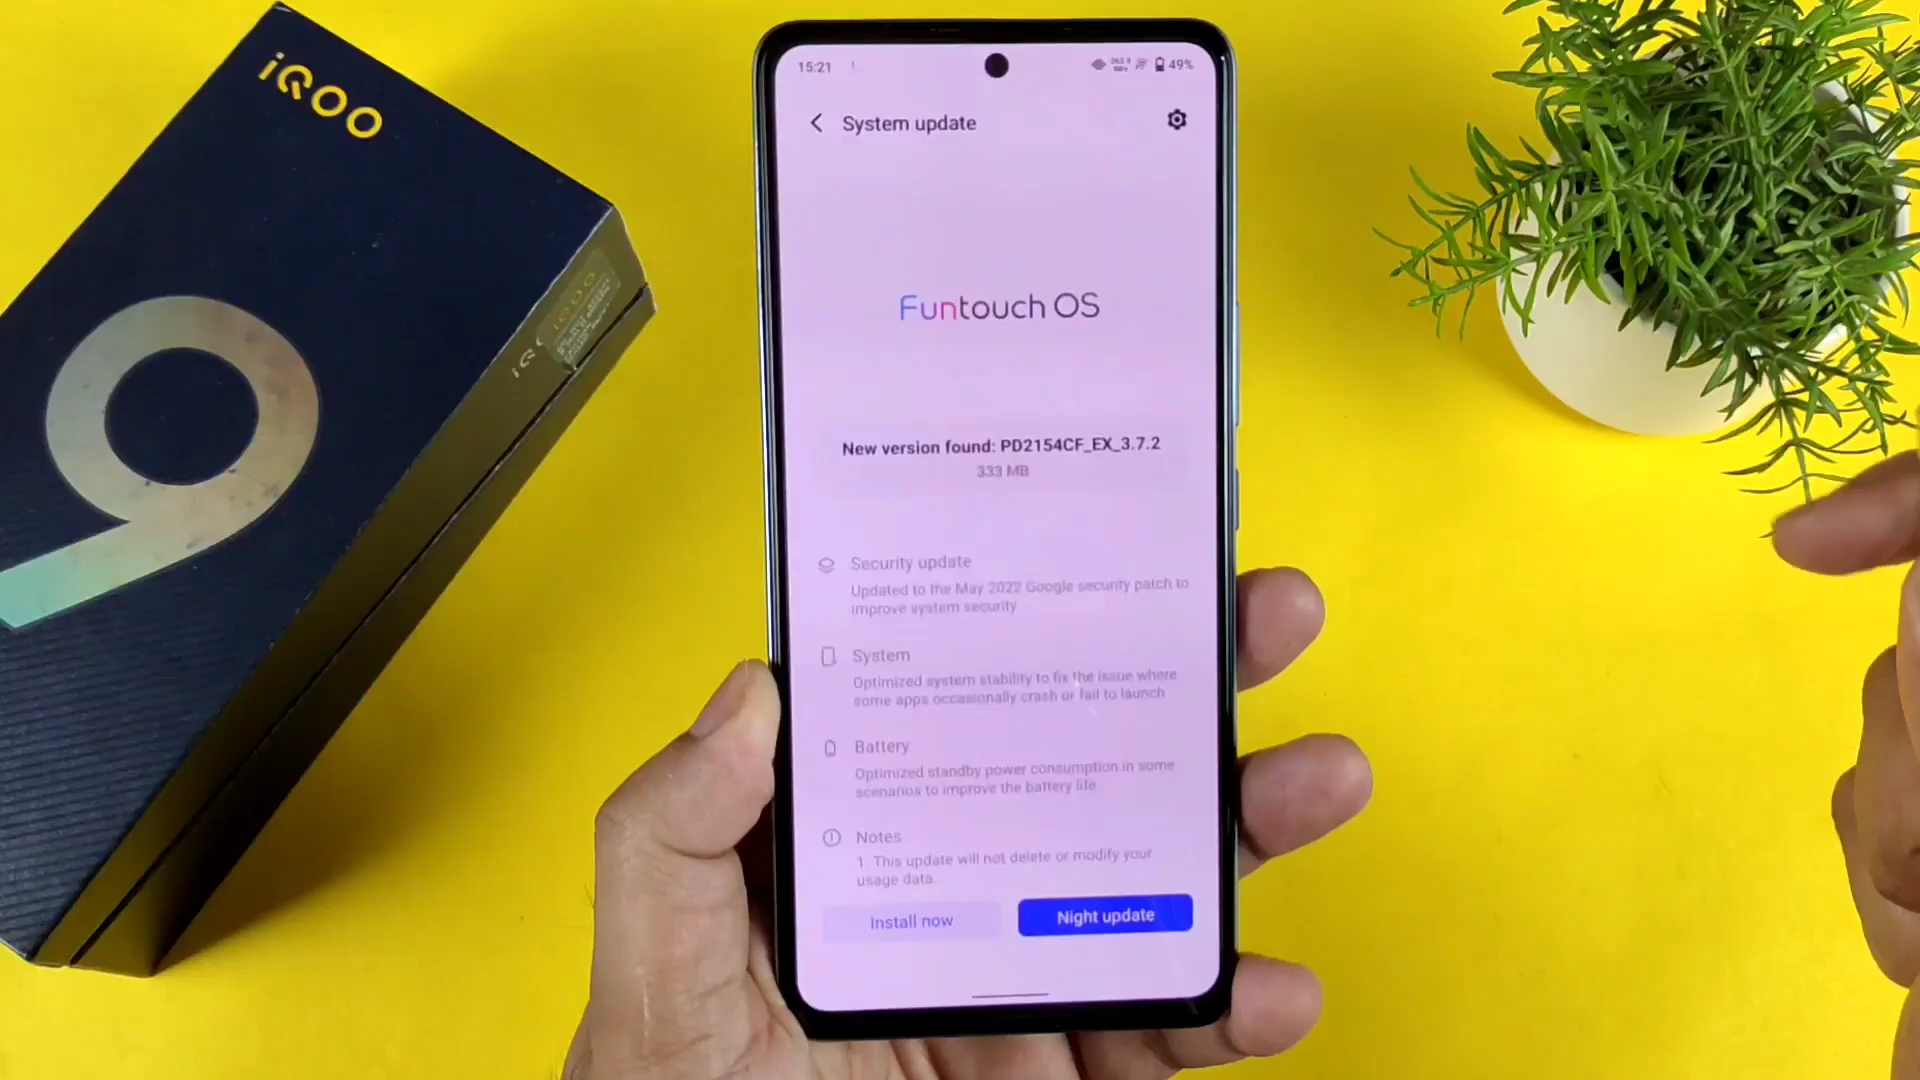 iQOO
9
iQOO
15:21
49%
System update
Funtouch OS
New version found: PD2154CF_EX_3.7.2
333 MB
Security update
Updated to the May 2022 Google security patch to
improve system security
System
Optimized system stability to fix the issue where
some apps occasionally crash or fail to launch
Battery
Optimized standby power consumption in some
scenarios to improve the battery life
Notes
1. This update will not delete or modify your
usage data.
Install now
Night update